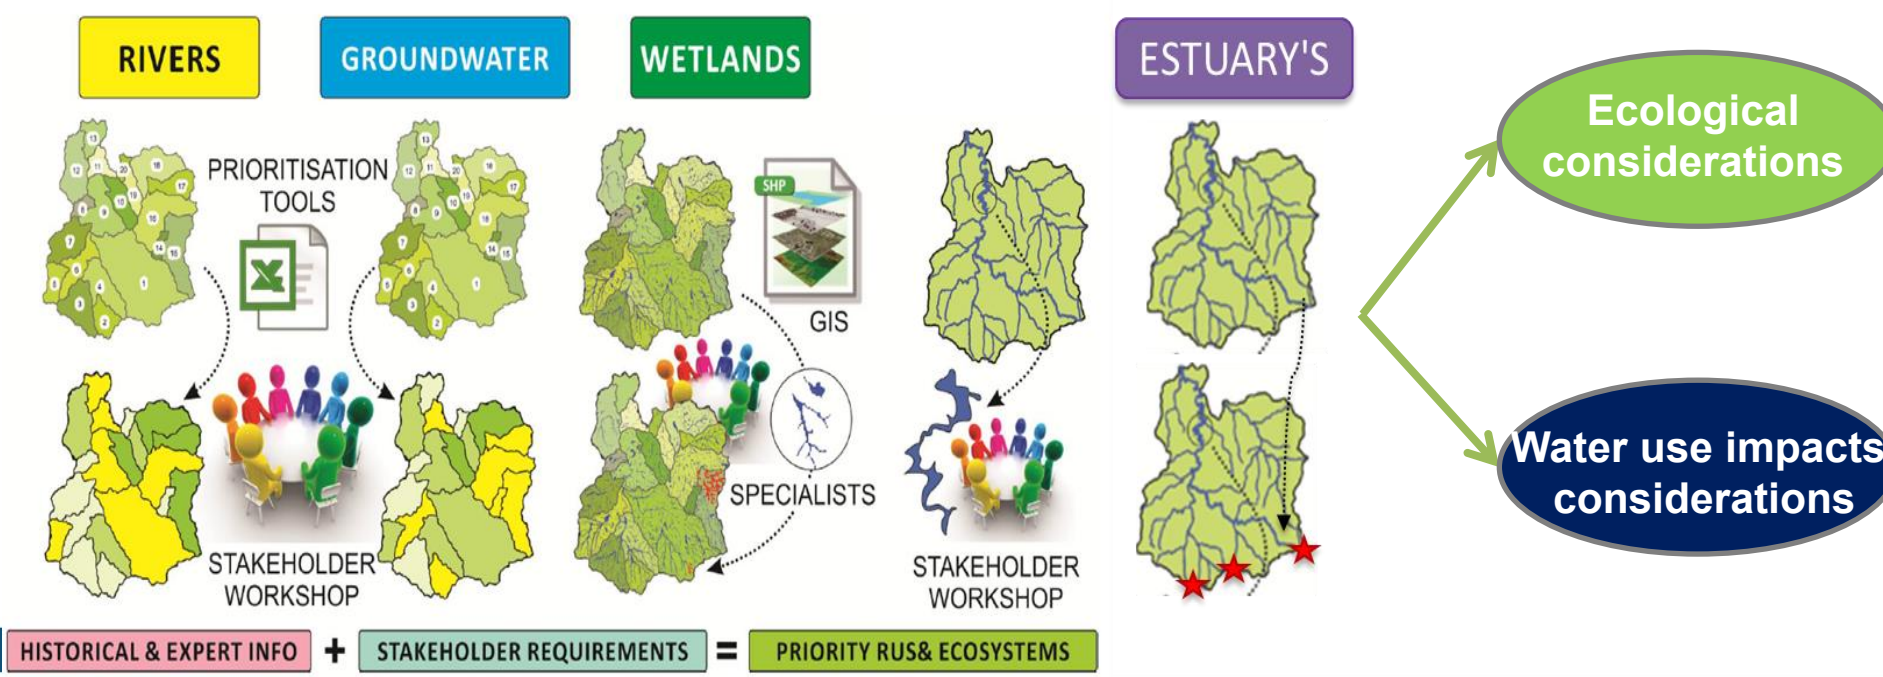 RIVERS
GROUNDWATER
WETLANDS
ESTUARY'S
PRIORITISATION
TOOLS
SHP
GIS
X
SPECIALISTS
STAKEHOLDER
WORKSHOP
STAKEHOLDER
WORKSHOP
HISTORICAL & EXPERT INFO
+
STAKEHOLDER REQUIREMENTS
=
PRIORITY RUS& ECOSYSTEMS
Ecological
considerations
Water use impacts
considerations